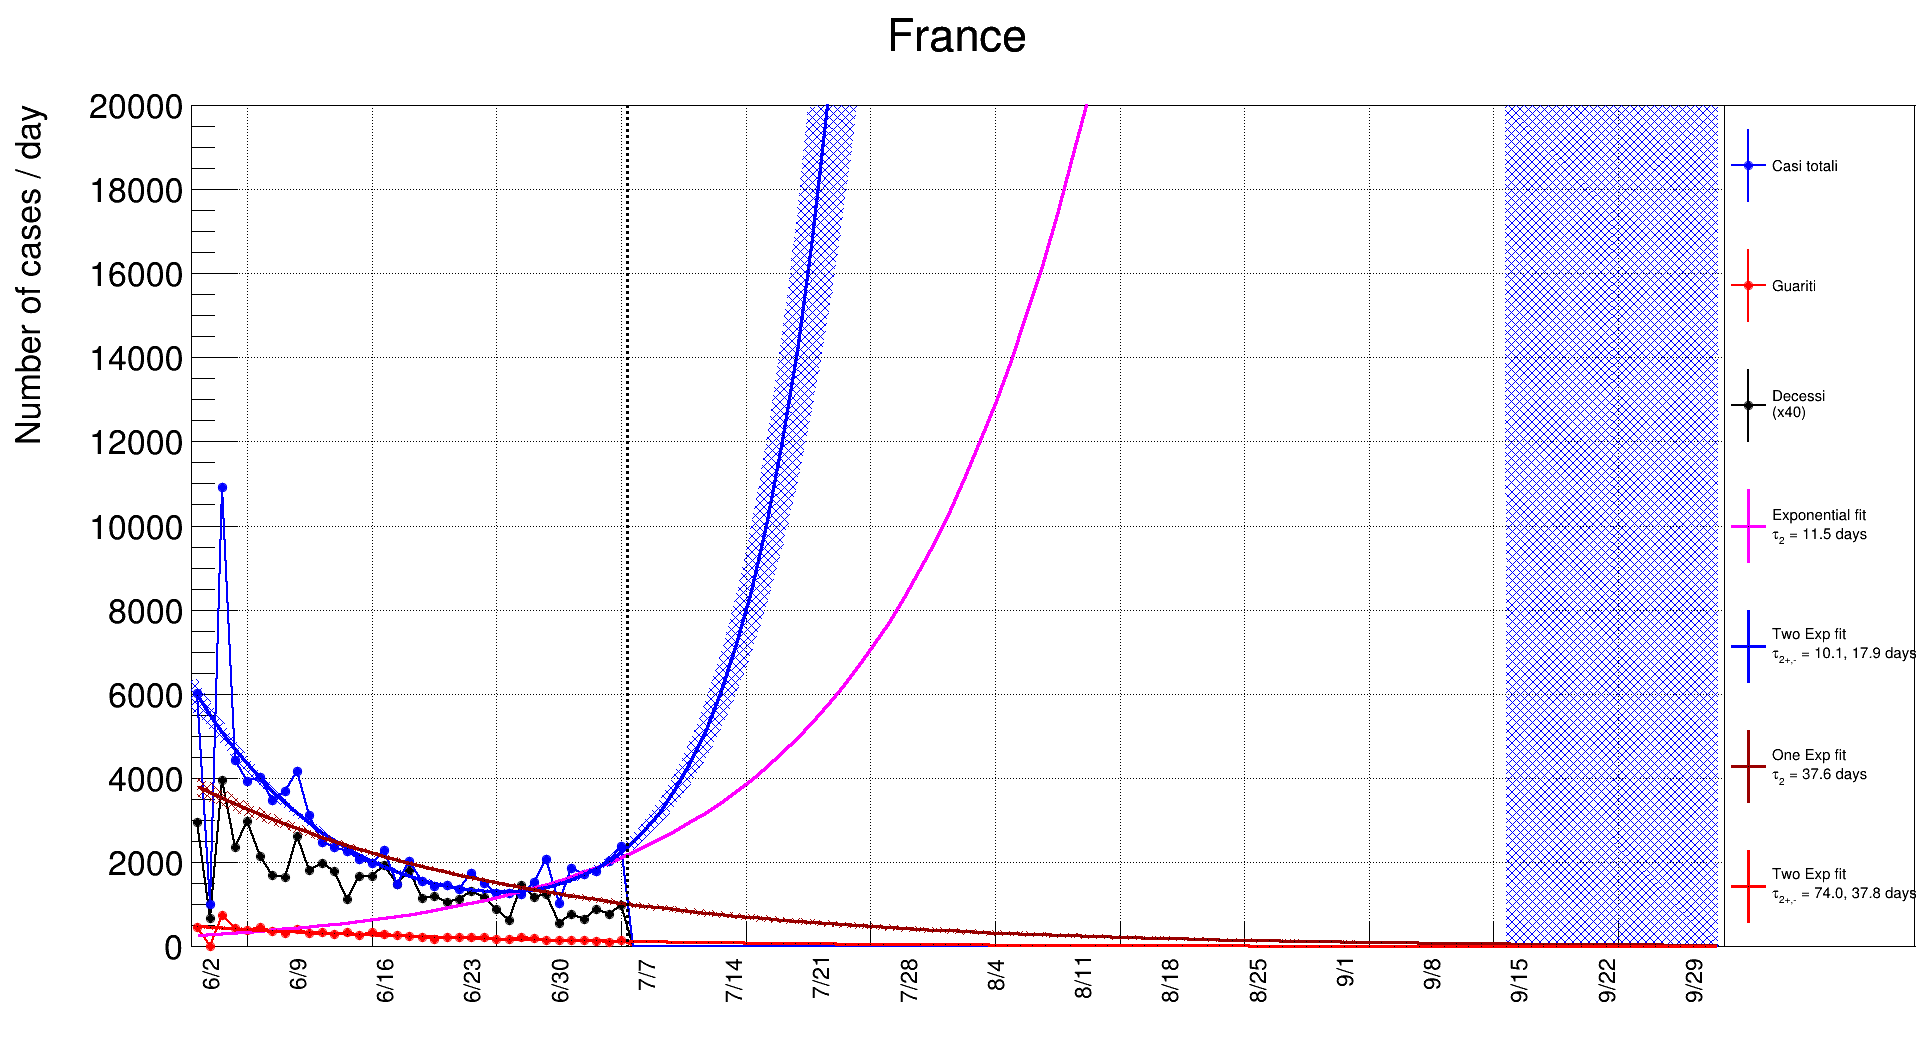 France
Number of cases / day
20000
18000
16000
14000
12000
10000
8000
6000
4000
2000
0
6/2
6/9
6/16
6/23
6/30
7/7
7/14
7/21
7/28
8/4
8/11
8/18
8/25
9/1
9/8
9/15
9/22
9/29
Casi totali
Guariti
Decessi
(x40)
Exponential fit
τ2 = 11.5 days
Two Exp fit
τ2+,- = 10.1, 17.9 days
One Exp fit
τ2 = 37.6 days
Two Exp fit
τ2+,- = 74.0, 37.8 days